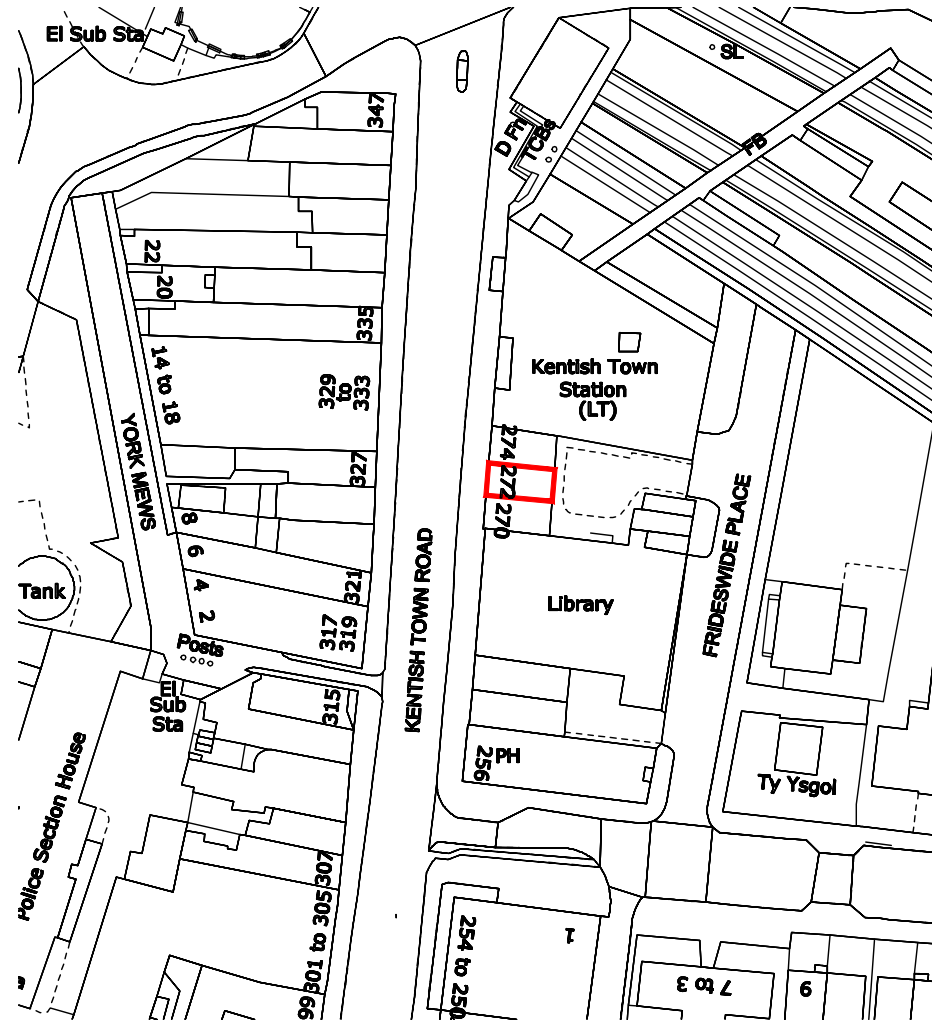 El Sub Sta
SL
347
D Fn
TCBs
FB
22
20
335
Kentish Town
Station
(LT)
14 to 18
329
to
333
YORK MEWS
274
327
272
270
8
6
4
2
FRIDESWIDE PLACE
KENTISH TOWN ROAD
321
Tank
Library
317
319
Posts
El
Sub
Sta
315
PH
256
Ty Ysgol
Police Section House
307
301 to 305
254 to 250
1
7 to 3
9
99